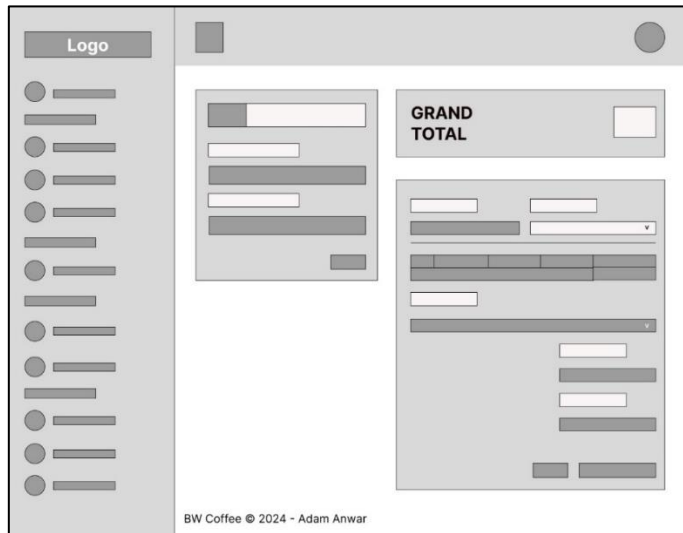 Logo
GRAND
TOTAL
v
v
BW Coffee © 2024 - Adam Anwar